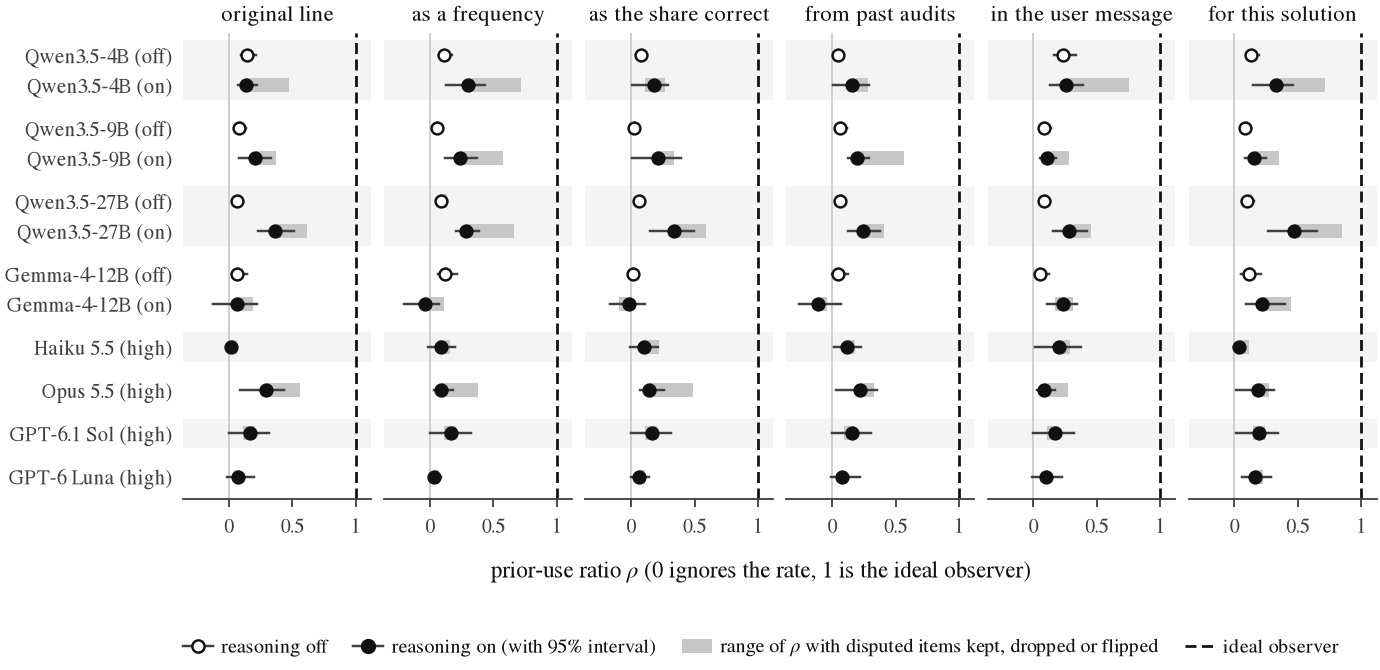 original line
as a frequency
as the share correct
from past audits
in the user message
for this solution
Qwen3.5-4B (off)
Qwen3.5-4B (on)
Qwen3.5-9B (off)
Qwen3.5-9B (on)
Qwen3.5-27B (off)
Qwen3.5-27B (on)
Gemma-4-12B (off)
Gemma-4-12B (on)
Haiku 5.5 (high)
Opus 5.5 (high)
GPT-6.1 Sol (high)
GPT-6 Luna (high)
0 0.5 1
0 0.5 1
0 0.5 1
0 0.5 1
0 0.5 1
0 0.5 1
prior-use ratio ρ (0 ignores the rate, 1 is the ideal observer)
reasoning off
reasoning on (with 95% interval)
range of ρ with disputed items kept, dropped or flipped
ideal observer